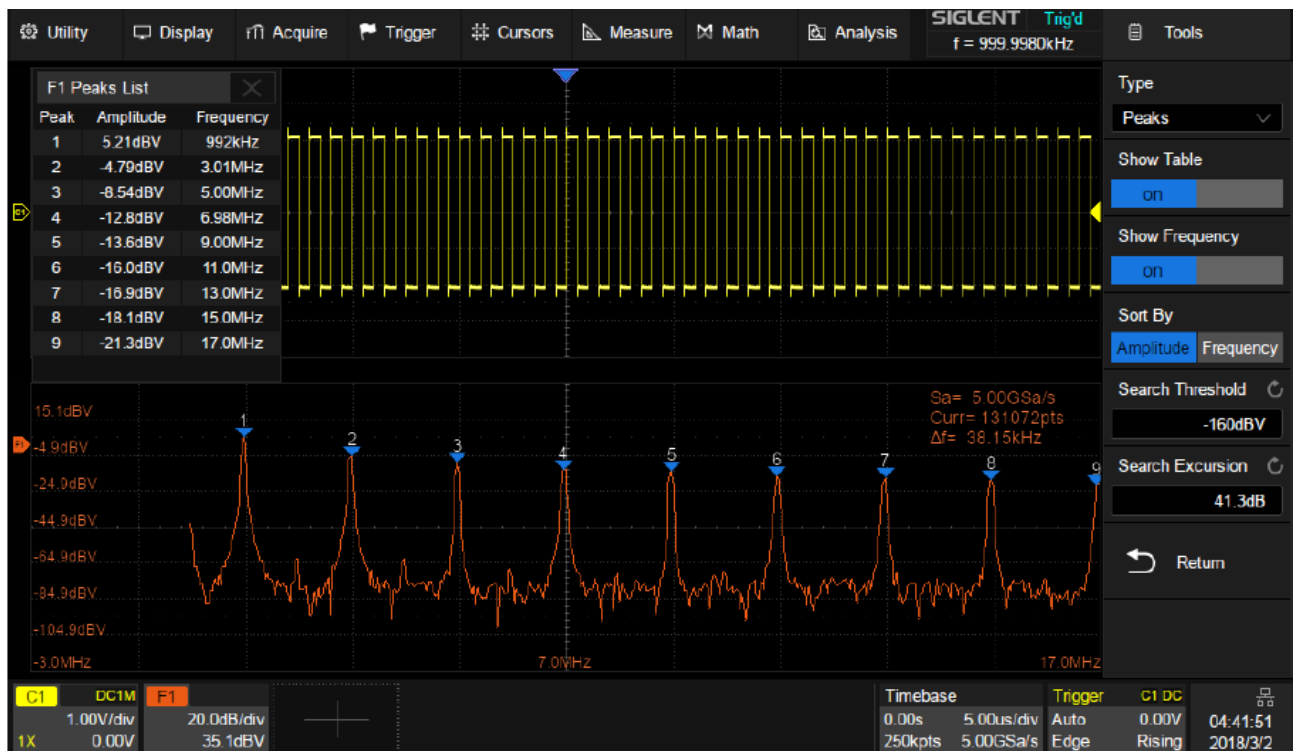 Utility Display Acquire Trigger Cursors Measure Math Analysis SIGLENT Trig'd Tools
f = 999.9980kHz
F1 Peaks List
Peak Amplitude Frequency
1 5.21dBV 992kHz
2 -4.79dBV 3.01MHz
3 -8.54dBV 5.00MHz
4 -12.8dBV 6.98MHz
5 -13.6dBV 9.00MHz
6 -16.0dBV 11.0MHz
7 -16.9dBV 13.0MHz
8 -18.1dBV 15.0MHz
9 -21.3dBV 17.0MHz
C1
Type
Peaks
Show Table
on
Show Frequency
on
Sort By
Amplitude Frequency
Search Threshold
-160dBV
Search Excursion
41.3dB
Return
Sa= 5.00GSa/s
Curr= 131072pts
Δf= 38.15kHz
15.1dBV
F1 -4.9dBV
-24.9dBV
-44.9dBV
-64.9dBV
-84.9dBV
-104.9dBV
1 2 3 4 5 6 7 8 9
-3.0MHz 7.0MHz 17.0MHz
C1 DC1M
1.00V/div
1X 0.00V
F1
20.0dB/div
35.1dBV
Timebase
0.00s 5.00us/div
250kpts 5.00GSa/s
Trigger C1 DC
Auto 0.00V
Edge Rising
04:41:51
2018/3/2